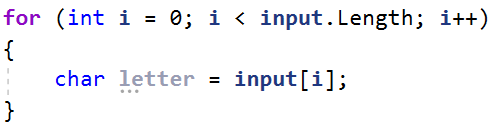 for (int i = 0; i < input.Length; i++)
{
    char letter = input[i];
}